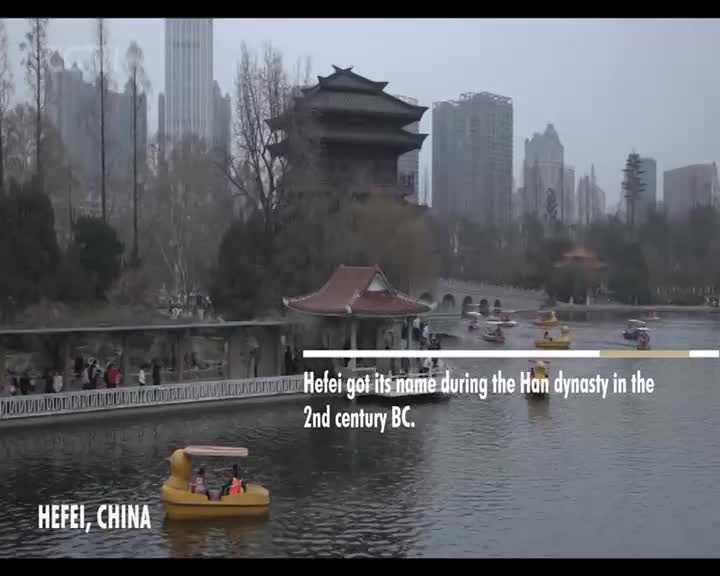 Hefei got its name during the Han dynasty in the
2nd century BC.
HEFEI, CHINA